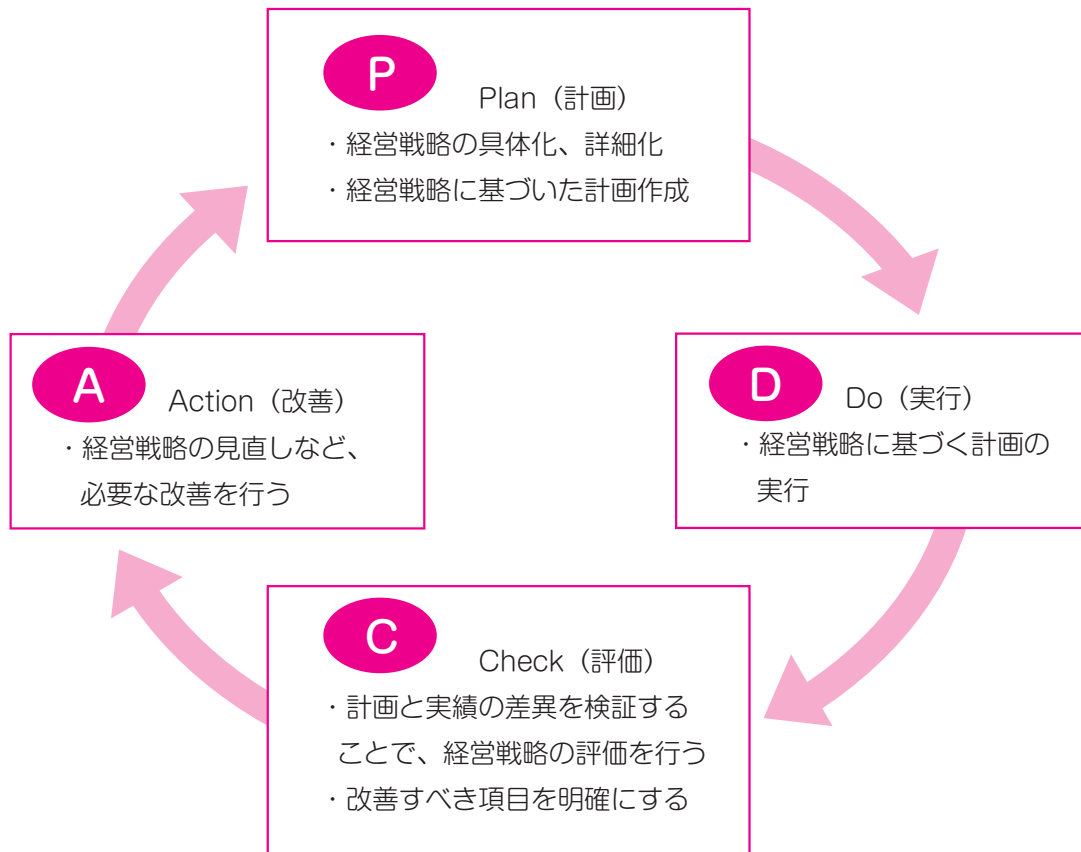 P
Plan（計画）
・経営戦略の具体化、詳細化
・経営戦略に基づいた計画作成
D
Do（実行）
・経営戦略に基づく計画の
実行
C
Check（評価）
・計画と実績の差異を検証する
ことで、経営戦略の評価を行う
・改善すべき項目を明確にする
A
Action（改善）
・経営戦略の見直しなど、
必要な改善を行う